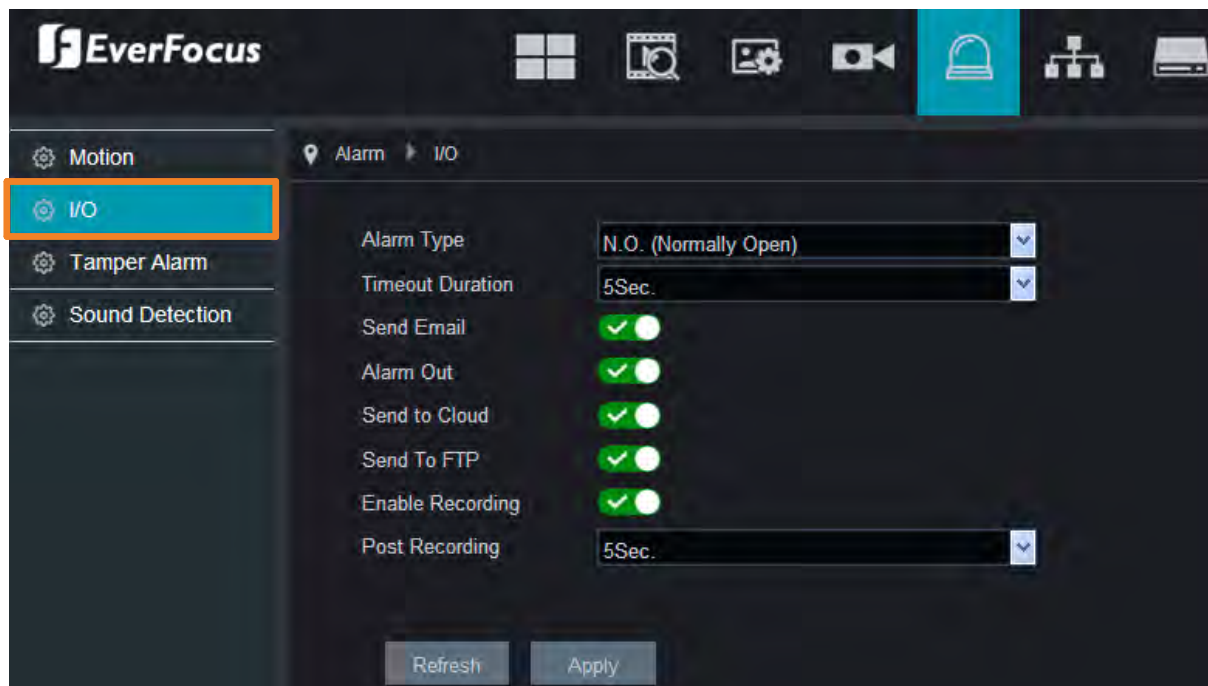 EverFocus
Motion
I/O
Tamper Alarm
Sound Detection
Alarm I/O
Alarm Type N.O. (Normally Open)
Timeout Duration 5Sec.
Send Email
Alarm Out
Send to Cloud
Send To FTP
Enable Recording
Post Recording 5Sec.
Refresh Apply